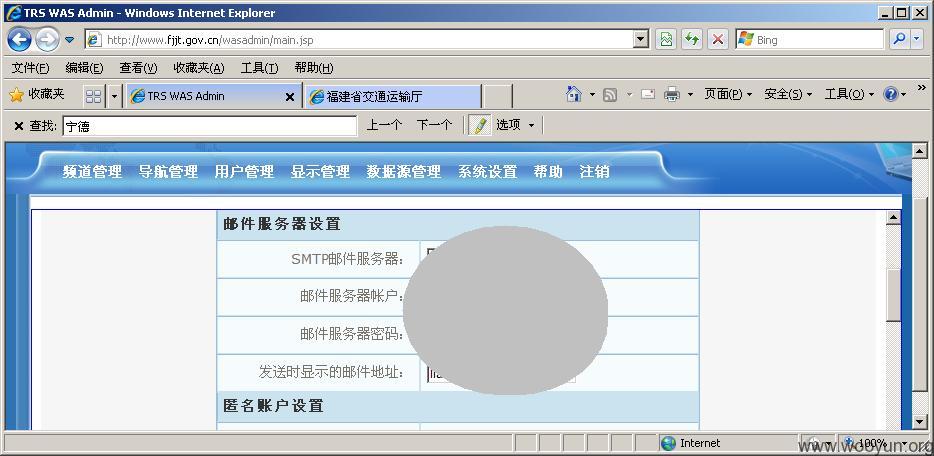 TRS WAS Admin - Windows Internet Explorer
http://www.fjjt.gov.cn/wasadmin/main.jsp
Bing
文件(F) 编辑(E) 查看(V) 收藏夹(A) 工具(T) 帮助(H)
收藏夹 TRS WAS Admin 福建省交通运输厅 页面(P) 安全(S) 工具(O)
查找: 宁德 上一个 下一个 选项
频道管理 导航管理 用户管理 显示管理 数据源管理 系统设置 帮助 注销
邮件服务器设置
SMTP邮件服务器：
邮件服务器帐户：
邮件服务器密码：
发送时显示的邮件地址：
匿名账户设置
Internet 100%
www.wooyun.org